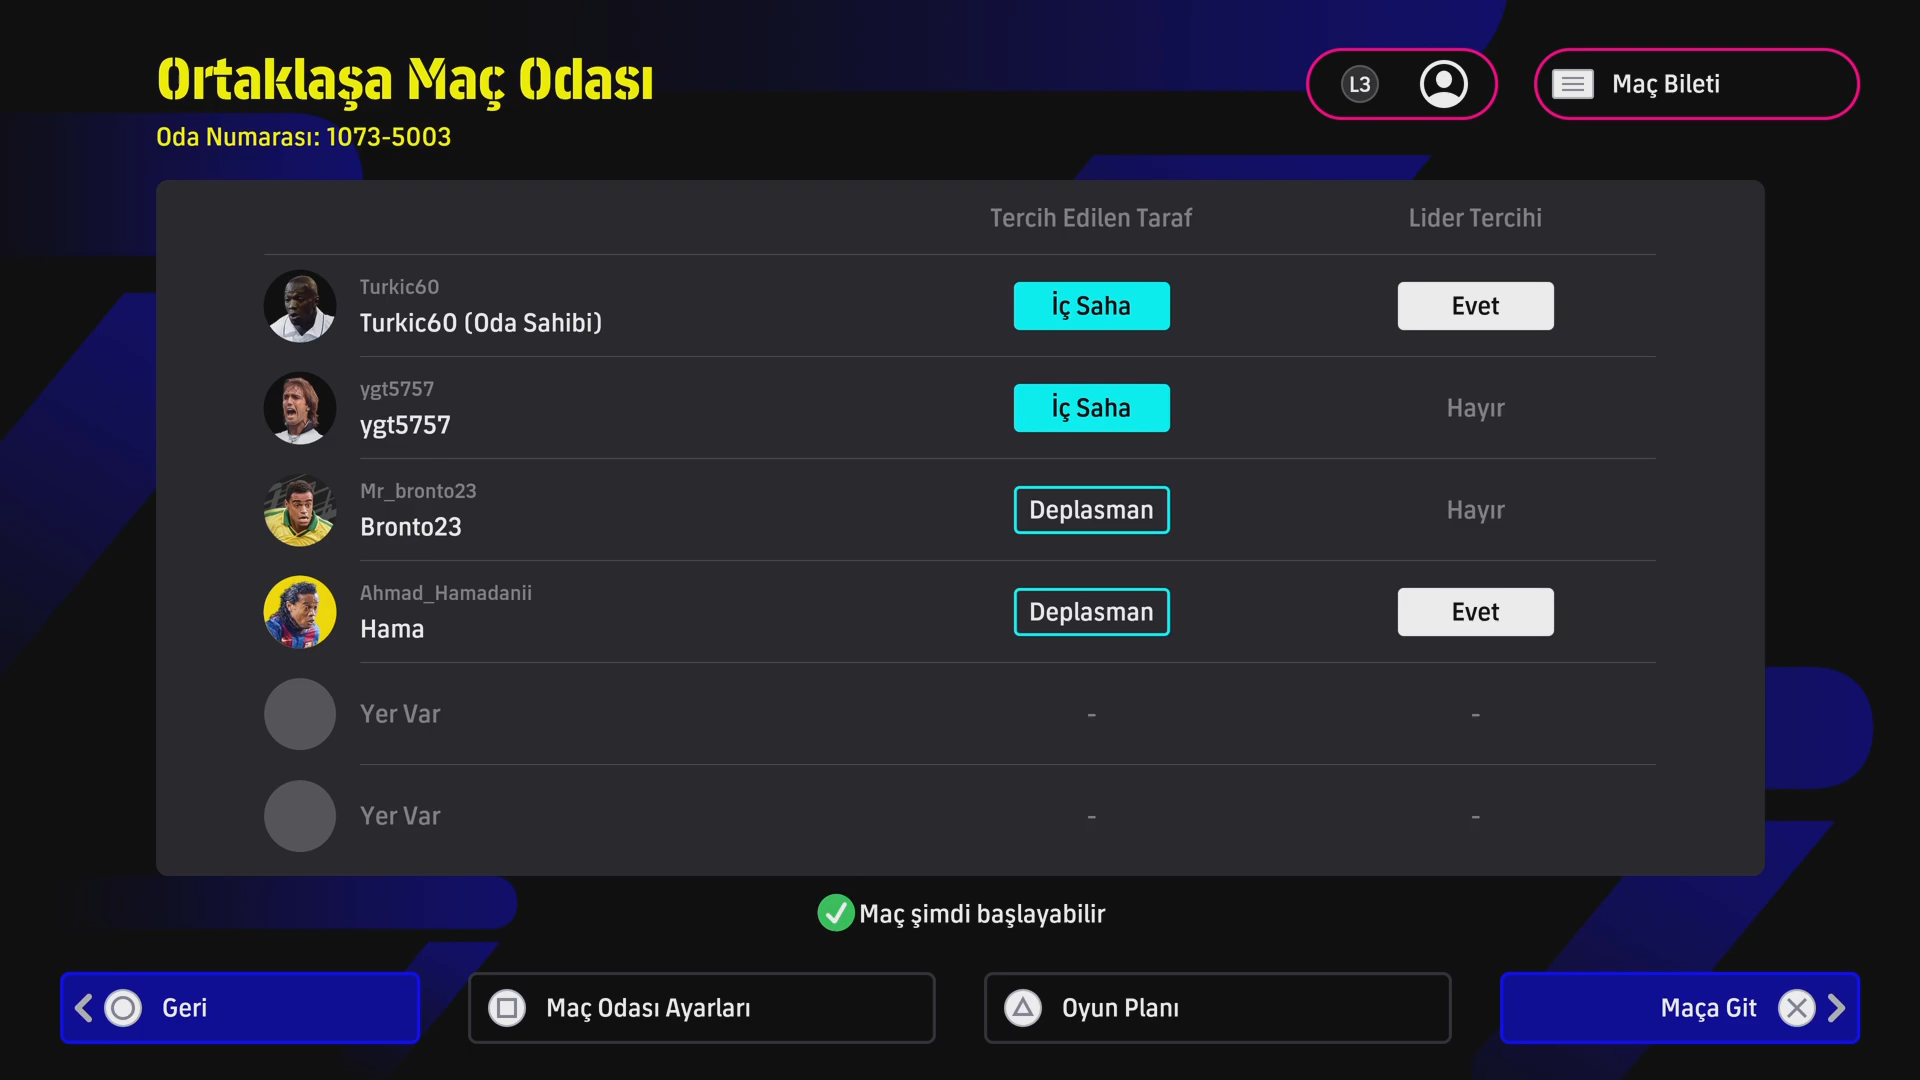 Ortaklaşa Maç Odası
Oda Numarası: 1073-5003
L3
Maç Bileti
Tercih Edilen Taraf
Lider Tercihi
Turkic60
Turkic60 (Oda Sahibi)
İç Saha
Evet
ygt5757
ygt5757
İç Saha
Hayır
Mr_bronto23
Bronto23
Deplasman
Hayır
Ahmad_Hamadanii
Hama
Deplasman
Evet
Yer Var
-
-
Yer Var
-
-
Maç şimdi başlayabilir
Geri
Maç Odası Ayarları
Oyun Planı
Maça Git